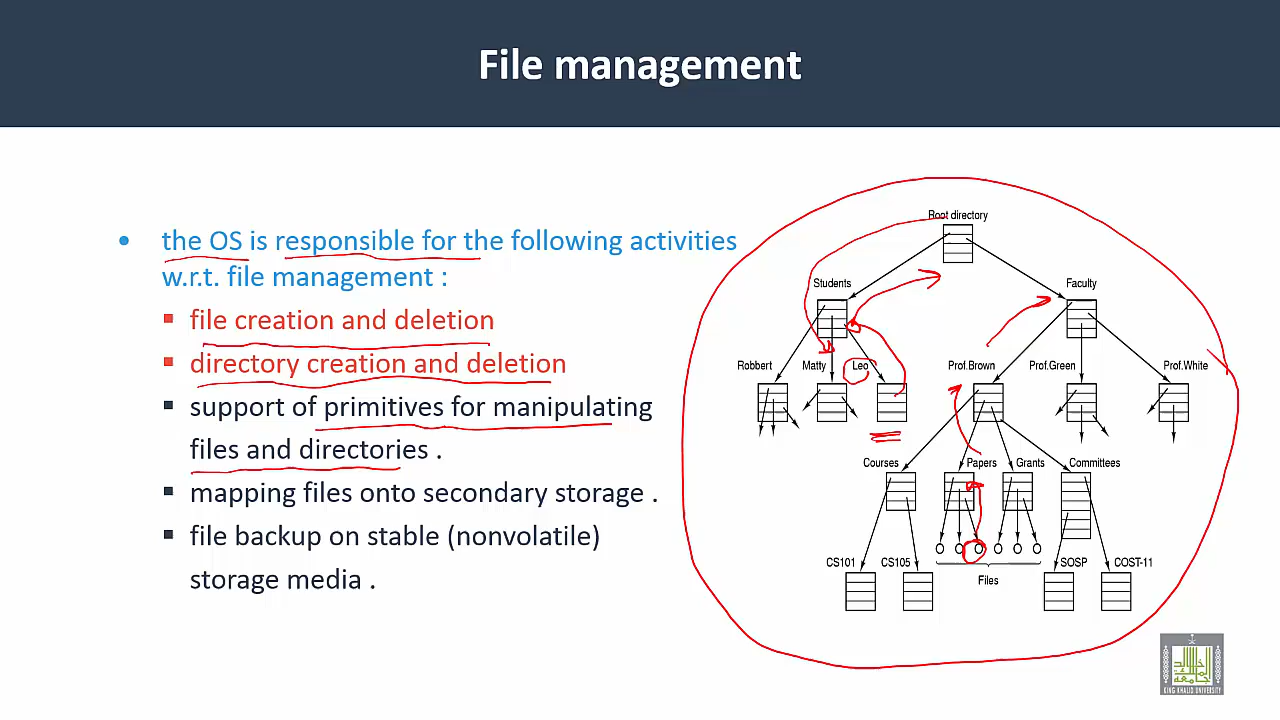 File management
• the OS is responsible for the following activities
w.r.t. file management :
▪ file creation and deletion
▪ directory creation and deletion
▪ support of primitives for manipulating
files and directories .
▪ mapping files onto secondary storage .
▪ file backup on stable (nonvolatile)
storage media .
Root directory
Students Faculty
Robbert Matty Leo Prof.Brown Prof.Green Prof.White
Courses Papers Grants Committees
CS101 CS105 SOSP COST-11
Files
KING KHALID UNIVERSITY